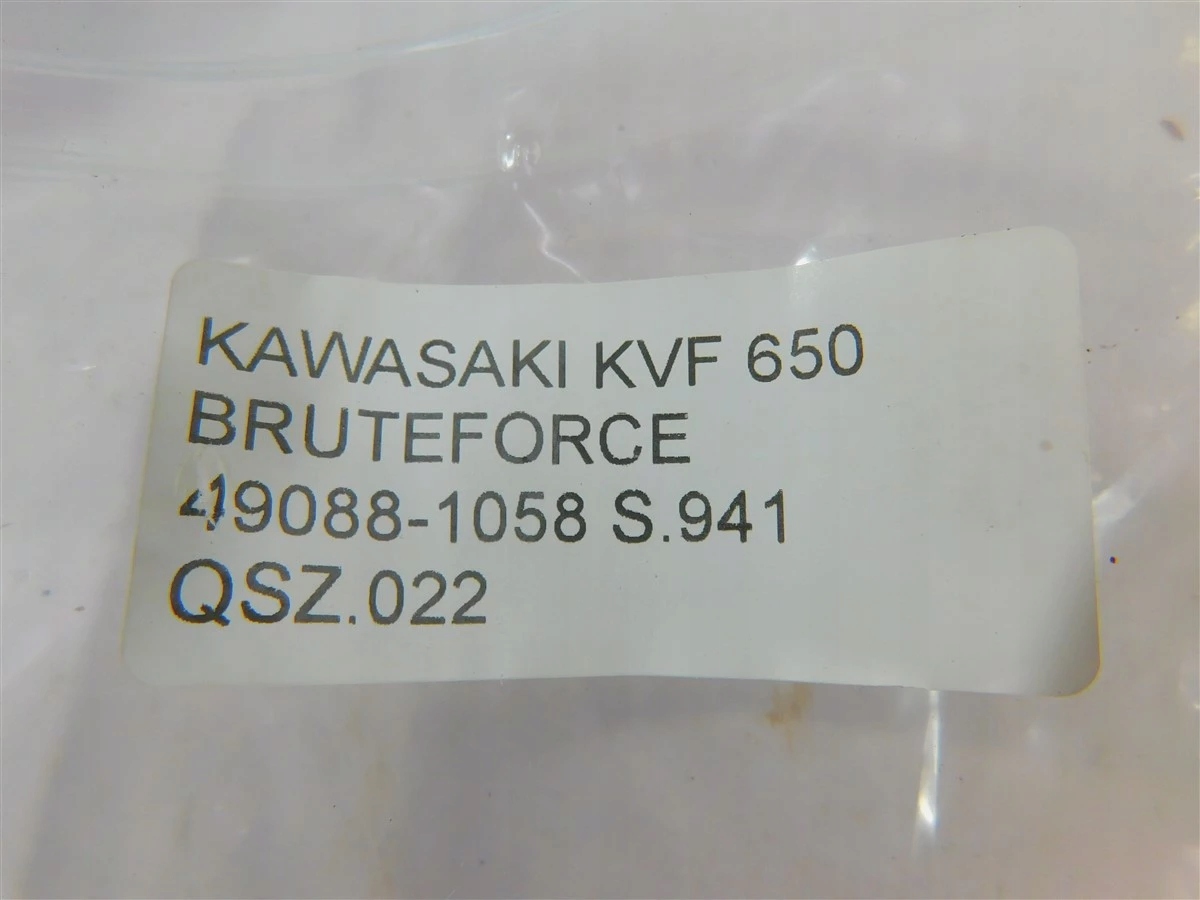 KAWASAKI KVF 650
BRUTEFORCE
49088-1058 S.941
QSZ.022